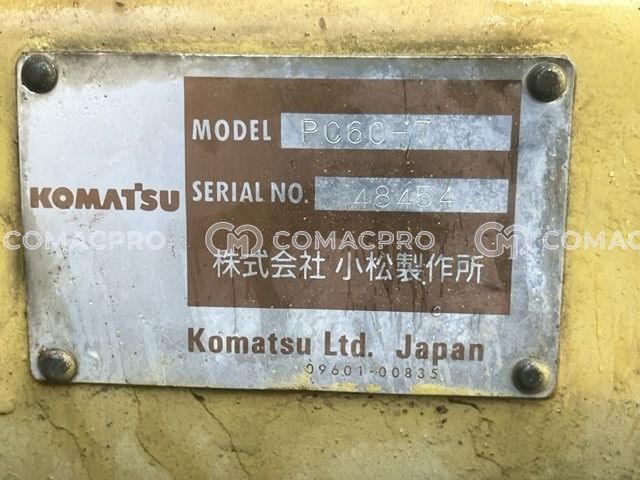 MODEL PC60-7
KOMATSU
SERIAL NO. 48454
COMACPRO COMACPRO COMACPRO
株式会社 小松製作所
Komatsu Ltd. Japan
09601-00835